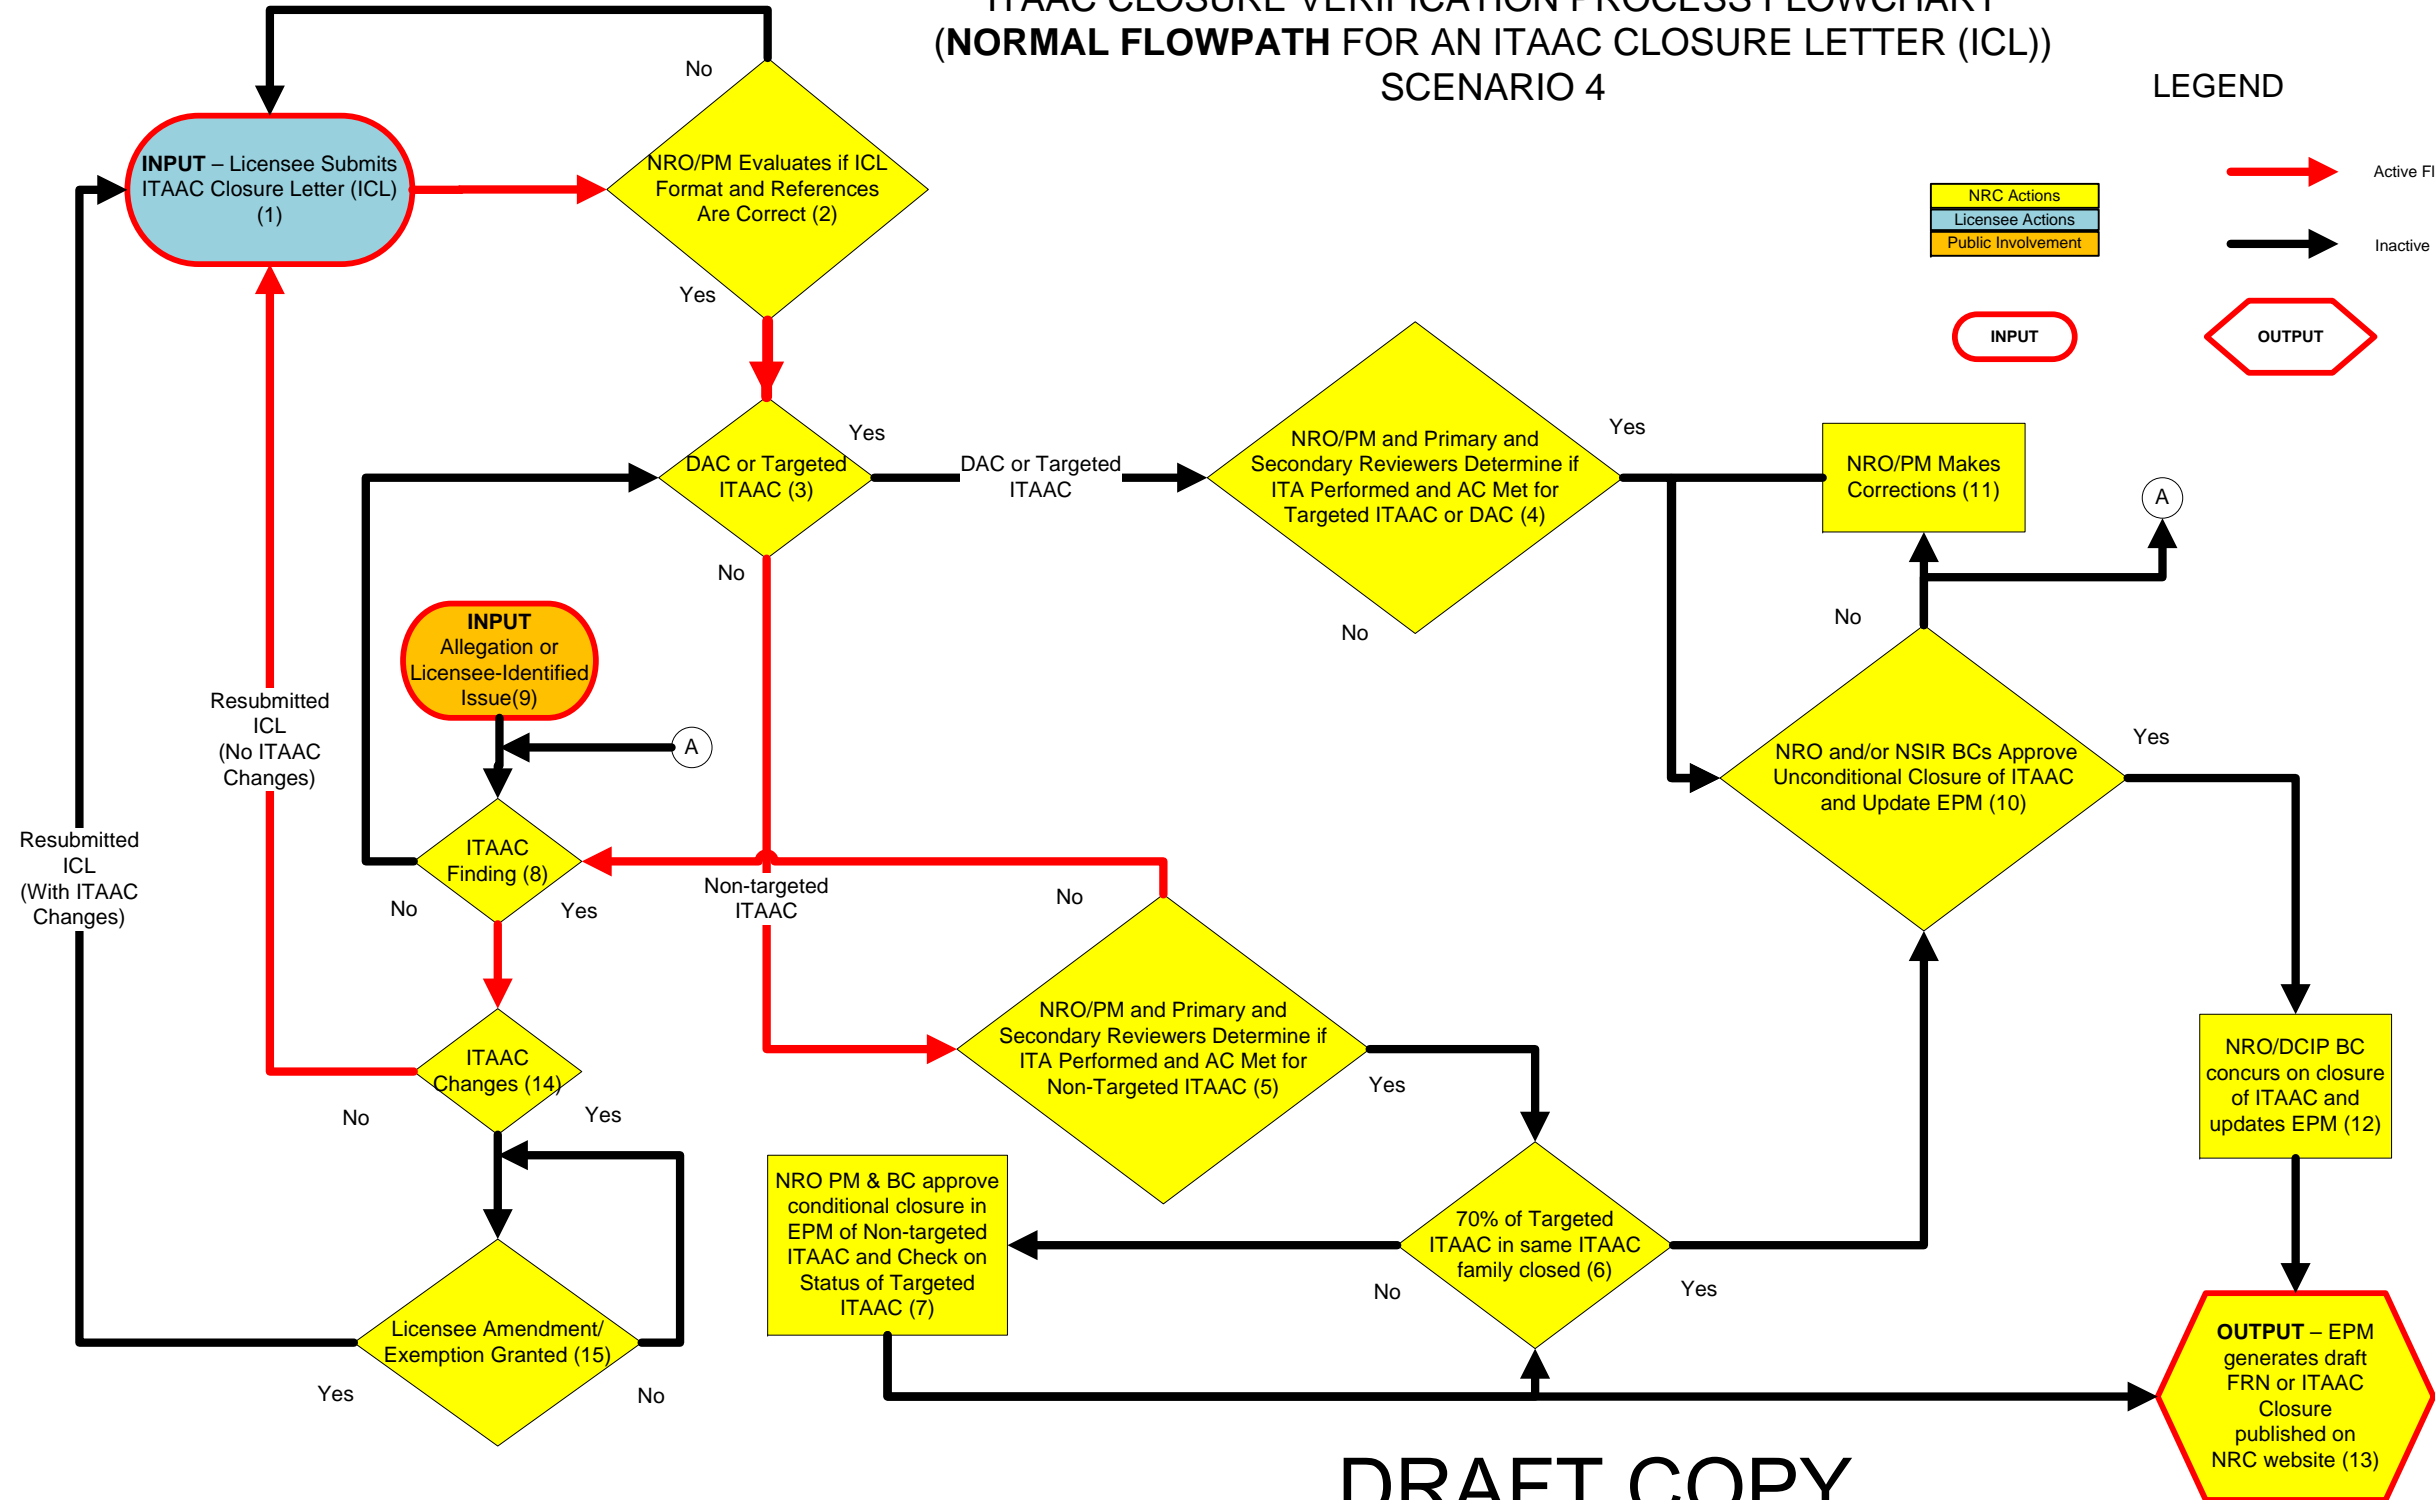 ITAAC CLOSURE VERIFICATION PROCESS FLOWCHART
(NORMAL FLOWPATH FOR AN ITAAC CLOSURE LETTER (ICL))
SCENARIO 4
LEGEND
NRC Actions
Licensee Actions
Public Involvement
Active Fl
Inactive
INPUT
OUTPUT
INPUT – Licensee Submits
ITAAC Closure Letter (ICL)
(1)
No
NRO/PM Evaluates if ICL
Format and References
Are Correct (2)
Yes
DAC or Targeted
ITAAC (3)
Yes
No
DAC or Targeted
ITAAC
NRO/PM and Primary and
Secondary Reviewers Determine if
ITA Performed and AC Met for
Targeted ITAAC or DAC (4)
Yes
No
NRO/PM Makes
Corrections (11)
A
No
NRO and/or NSIR BCs Approve
Unconditional Closure of ITAAC
and Update EPM (10)
Yes
INPUT
Allegation or
Licensee-Identified
Issue(9)
A
Resubmitted
ICL
(No ITAAC
Changes)
Resubmitted
ICL
(With ITAAC
Changes)
ITAAC
Finding (8)
No
Yes
Non-targeted
ITAAC
No
NRO/PM and Primary and
Secondary Reviewers Determine if
ITA Performed and AC Met for
Non-Targeted ITAAC (5)
Yes
ITAAC
Changes (14)
No
Yes
NRO/DCIP BC
concurs on closure
of ITAAC and
updates EPM (12)
NRO PM & BC approve
conditional closure in
EPM of Non-targeted
ITAAC and Check on
Status of Targeted
ITAAC (7)
70% of Targeted
ITAAC in same ITAAC
family closed (6)
No
Yes
Licensee Amendment/
Exemption Granted (15)
Yes
No
OUTPUT – EPM
generates draft
FRN or ITAAC
Closure
published on
NRC website (13)
DRAFT COPY